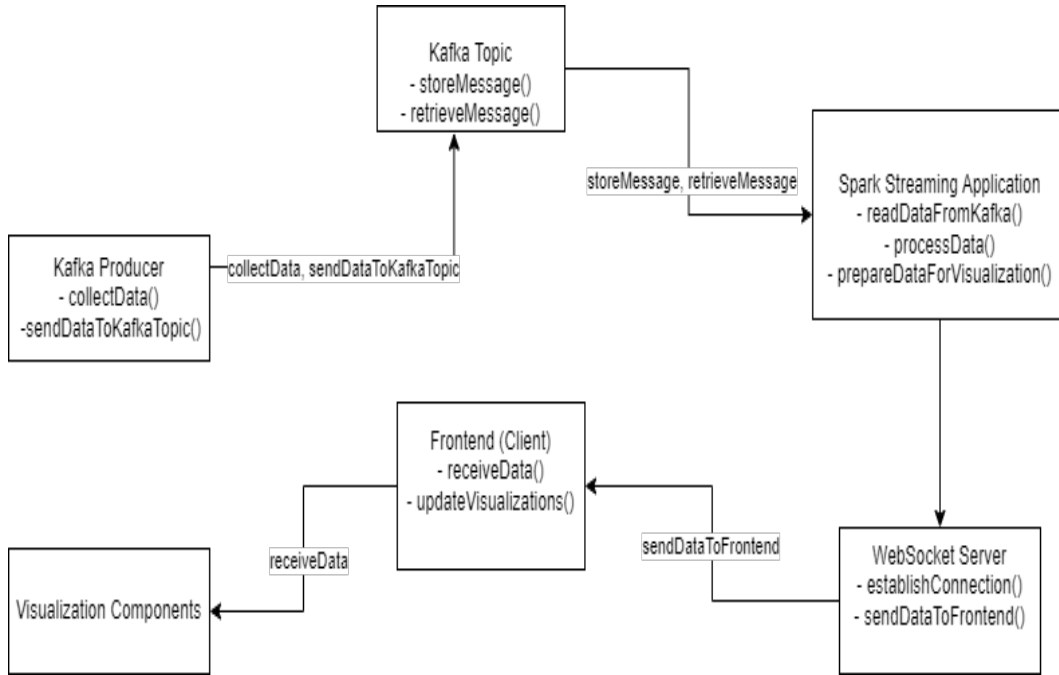 Kafka Topic
- storeMessage()
- retrieveMessage()
storeMessage, retrieveMessage
Spark Streaming Application
- readDataFromKafka()
- processData()
- prepareDataForVisualization()
Kafka Producer
- collectData()
-sendDataToKafkaTopic()
collectData, sendDataToKafkaTopic
Frontend (Client)
- receiveData()
- updateVisualizations()
sendDataToFrontend
WebSocket Server
- establishConnection()
- sendDataToFrontend()
receiveData
Visualization Components